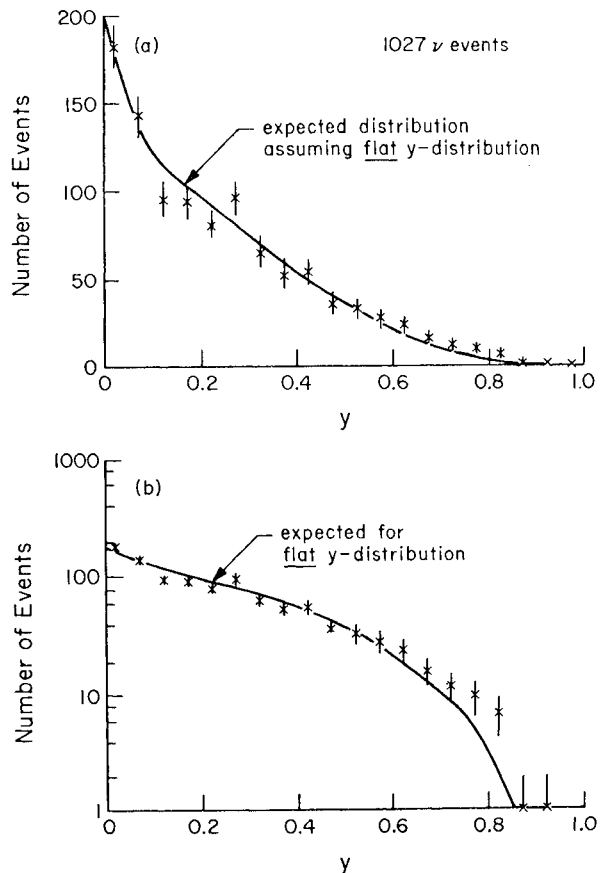 (a)
1027 ν events
expected distribution
assuming flat y-distribution
Number of Events
200
150
100
50
0
0
0.2
0.4
0.6
0.8
1.0
y
(b)
expected for
flat y-distribution
Number of Events
1000
100
10
1
0
0.2
0.4
0.6
0.8
1.0
y